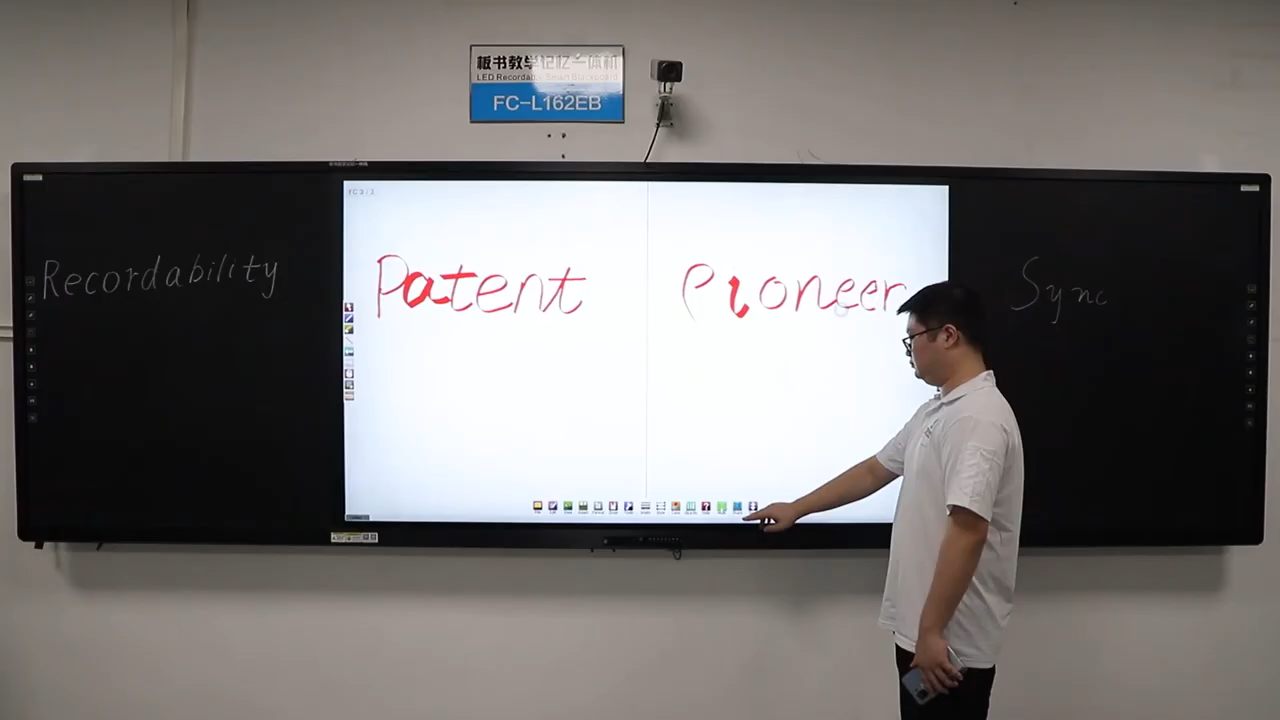 板书教学记忆一体机
LED Recordable Smart Blackboard
FC-L162EB
Recordability
Patent
Pioneer
Sync